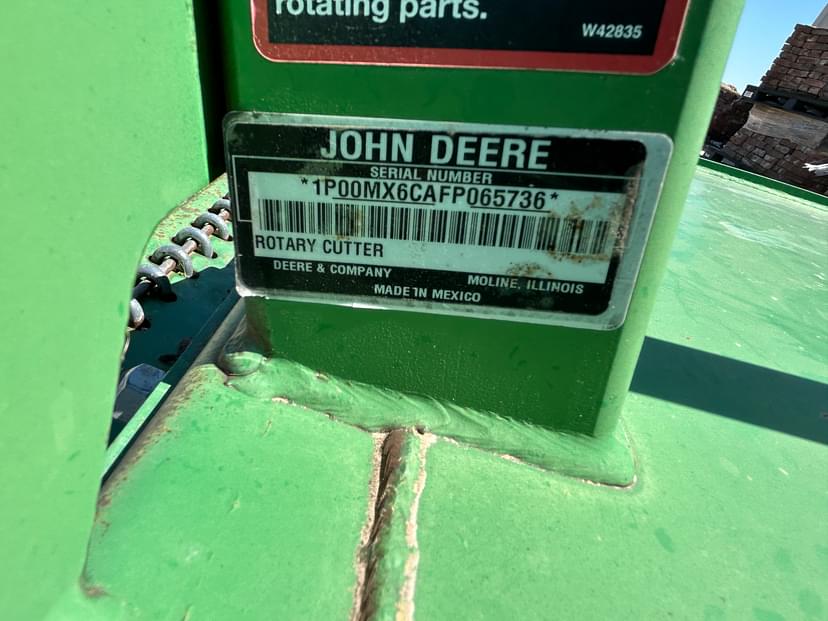 rotating parts.
W42835
JOHN DEERE
SERIAL NUMBER
*1P00MX6CAFP065736*
ROTARY CUTTER
DEERE & COMPANY MOLINE, ILLINOIS
MADE IN MEXICO